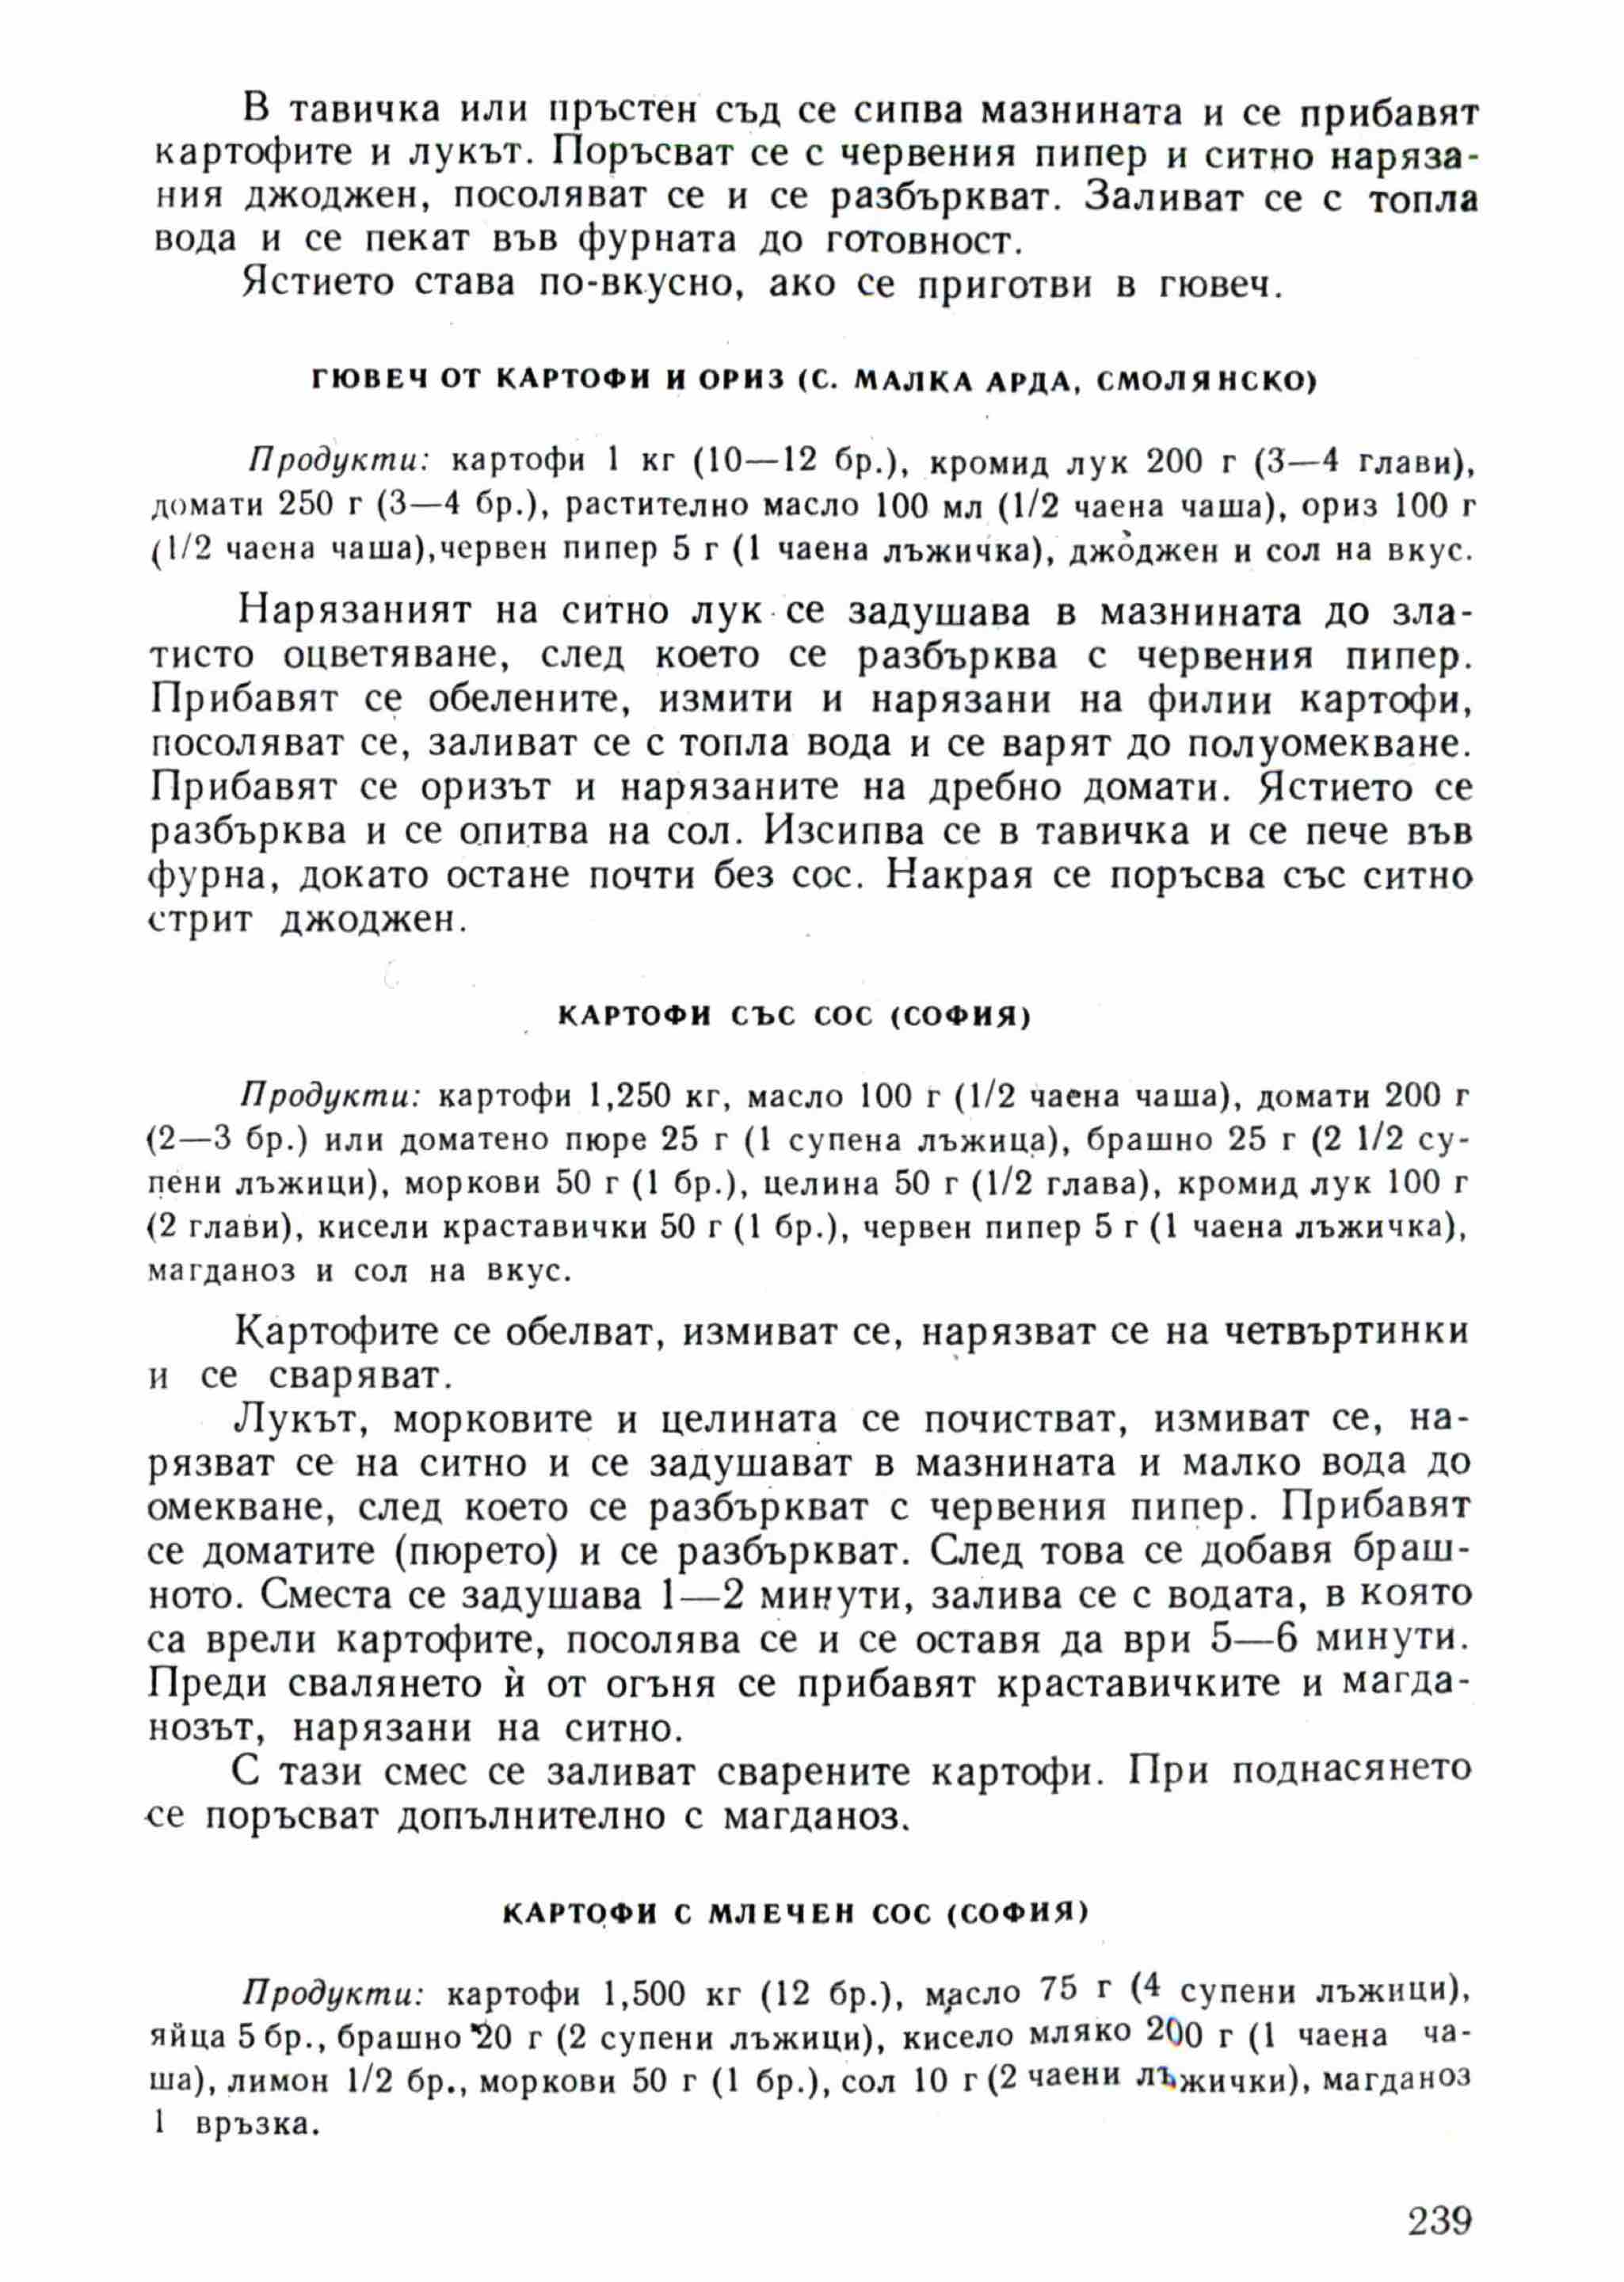 В тавичка или пръстен съд се сипва мазнината и се прибавят
картофите и лукът. Поръсват се с червения пипер и ситно наряза-
ния джоджен, посоляват се и се разбъркват. Заливат се с топла
вода и се пекат във фурната до готовност.
Ястието става по-вкусно, ако се приготви в гювеч.
ГЮВЕЧ ОТ КАРТОФИ И ОРИЗ (С. МАЛКА АРДА, СМОЛЯНСКО)
Продукти: картофи 1 кг (10—12 бр.), кромид лук 200 г (3—4 глави),
домати 250 г (3—4 бр.), растително масло 100 мл (1/2 чаена чаша), ориз 100 г
(1/2 чаена чаша),червен пипер 5 г (1 чаена лъжичка), джоджен и сол на вкус.
Нарязаният на ситно лук се задушава в мазнината до зла-
тисто оцветяване, след което се разбърква с червения пипер.
Прибавят се обелените, измити и нарязани на филии картофи,
посоляват се, заливат се с топла вода и се варят до полуомекване.
Прибавят се оризът и нарязаните на дребно домати. Ястието се
разбърква и се опитва на сол. Изсипва се в тавичка и се пече във
фурна, докато остане почти без сос. Накрая се поръсва със ситно
стрит джоджен.
КАРТОФИ СЪС СОС (СОФИЯ)
Продукти: картофи 1,250 кг, масло 100 г (1/2 чаена чаша), домати 200 г
(2—3 бр.) или доматено пюре 25 г (1 супена лъжица), брашно 25 г (2 1/2 су-
пени лъжици), моркови 50 г (1 бр.), целина 50 г (1/2 глава), кромид лук 100 г
(2 глави), кисели краставички 50 г (1 бр.), червен пипер 5 г (1 чаена лъжичка),
магданоз и сол на вкус.
Картофите се обелват, измиват се, нарязват се на четвъртинки
и се сваряват.
Лукът, морковите и целината се почистват, измиват се, на-
рязват се на ситно и се задушават в мазнината и малко вода до
омекване, след което се разбъркват с червения пипер. Прибавят
се доматите (пюрето) и се разбъркват. След това се добавя браш-
ното. Сместа се задушава 1—2 минути, залива се с водата, в която
са врели картофите, посолява се и се оставя да ври 5—6 минути.
Преди свалянето ѝ от огъня се прибавят краставичките и магда-
нозът, нарязани на ситно.
С тази смес се заливат сварените картофи. При поднасянето
се поръсват допълнително с магданоз.
КАРТОФИ С МЛЕЧЕН СОС (СОФИЯ)
Продукти: картофи 1,500 кг (12 бр.), масло 75 г (4 супени лъжици),
яйца 5 бр., брашно 20 г (2 супени лъжици), кисело мляко 200 г (1 чаена ча-
ша), лимон 1/2 бр., моркови 50 г (1 бр.), сол 10 г (2 чаени лъжички), магданоз
1 връзка.
239